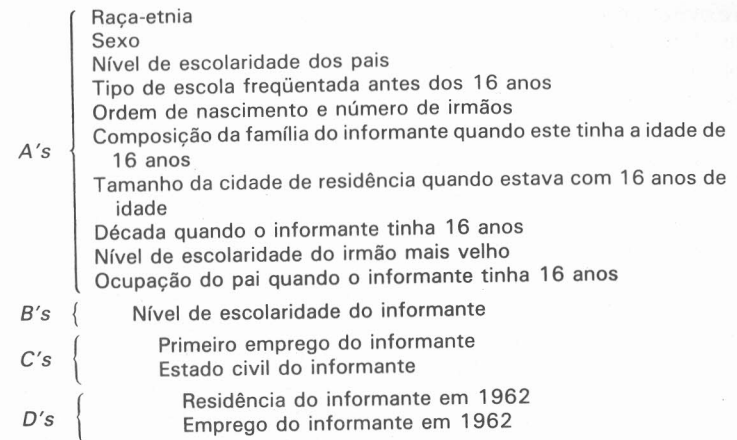 Raça-etnia
Sexo
Nível de escolaridade dos pais
Tipo de escola freqüentada antes dos 16 anos
Ordem de nascimento e número de irmãos
Composição da família do informante quando este tinha a idade de
A's
16 anos
Tamanho da cidade de residência quando estava com 16 anos de
idade
Década quando o informante tinha 16 anos
Nível de escolaridade do irmão mais velho
Ocupação do pai quando o informante tinha 16 anos
B's { Nível de escolaridade do informante
Primeiro emprego do informante
C's
Estado civil do informante
Residência do informante em 1962
D's
Emprego do informante em 1962